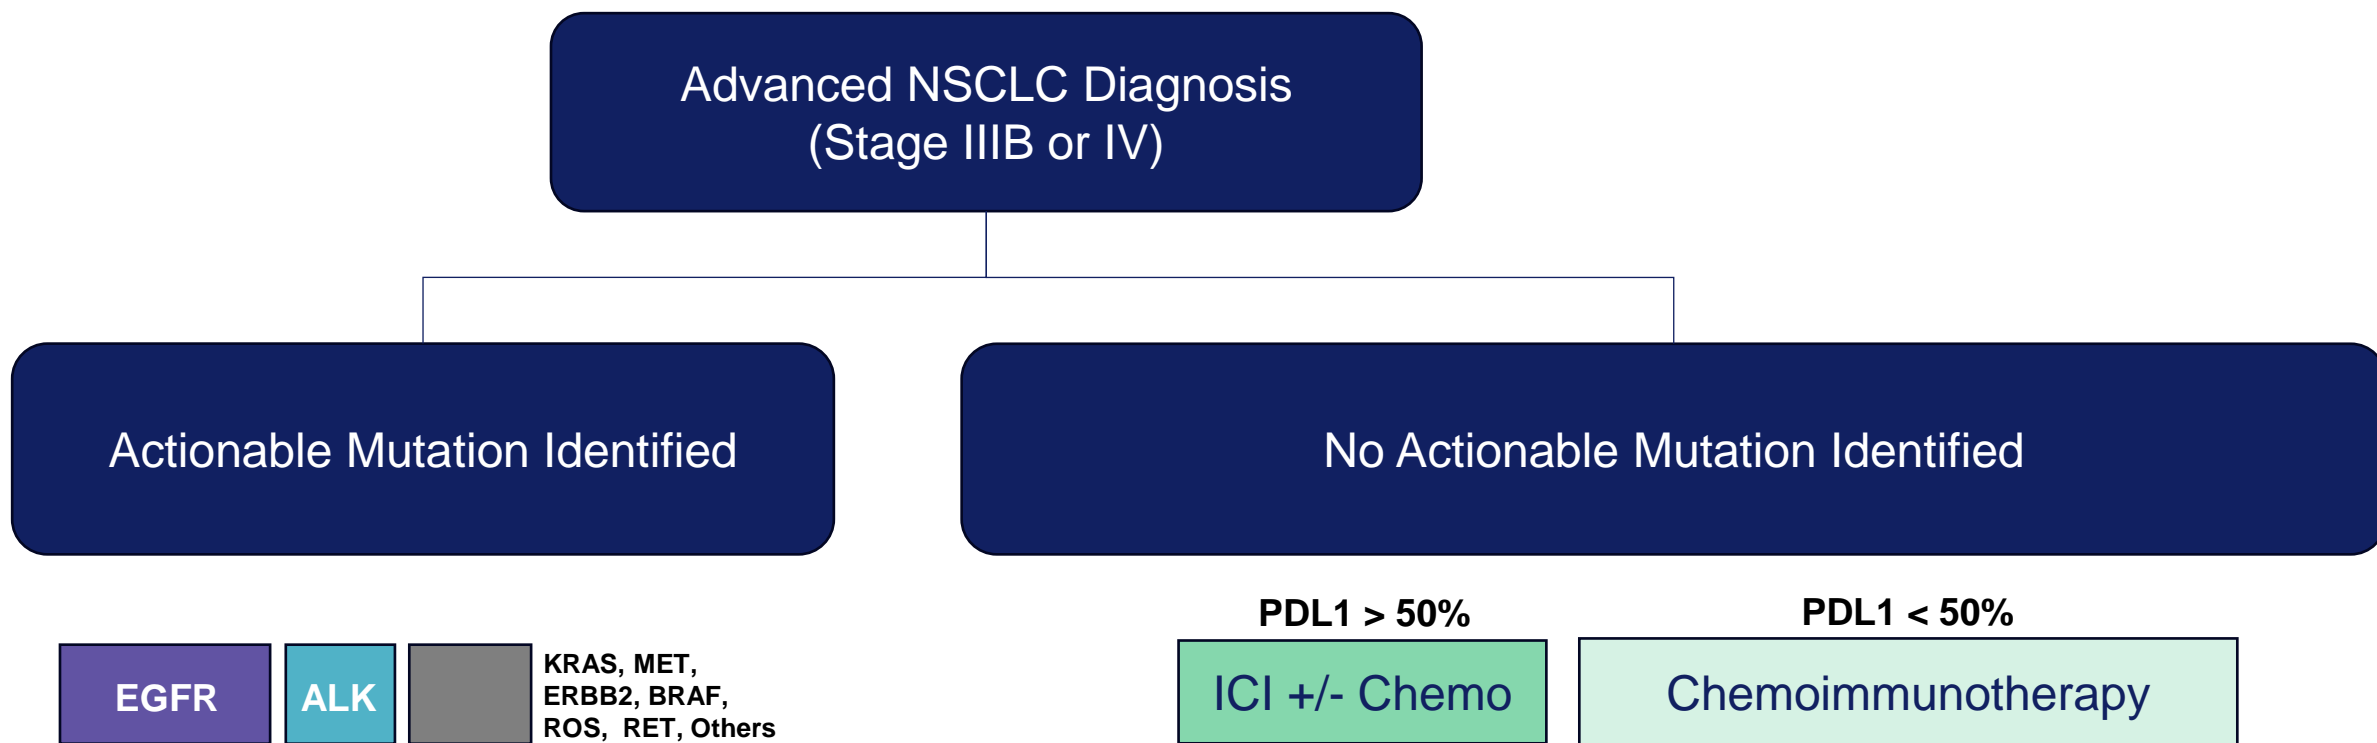 Advanced NSCLC Diagnosis
(Stage IIIB or IV)
Actionable Mutation Identified
No Actionable Mutation Identified
EGFR
ALK
KRAS, MET,
ERBB2, BRAF,
ROS, RET, Others
PDL1 > 50%
ICI +/- Chemo
PDL1 < 50%
Chemoimmunotherapy